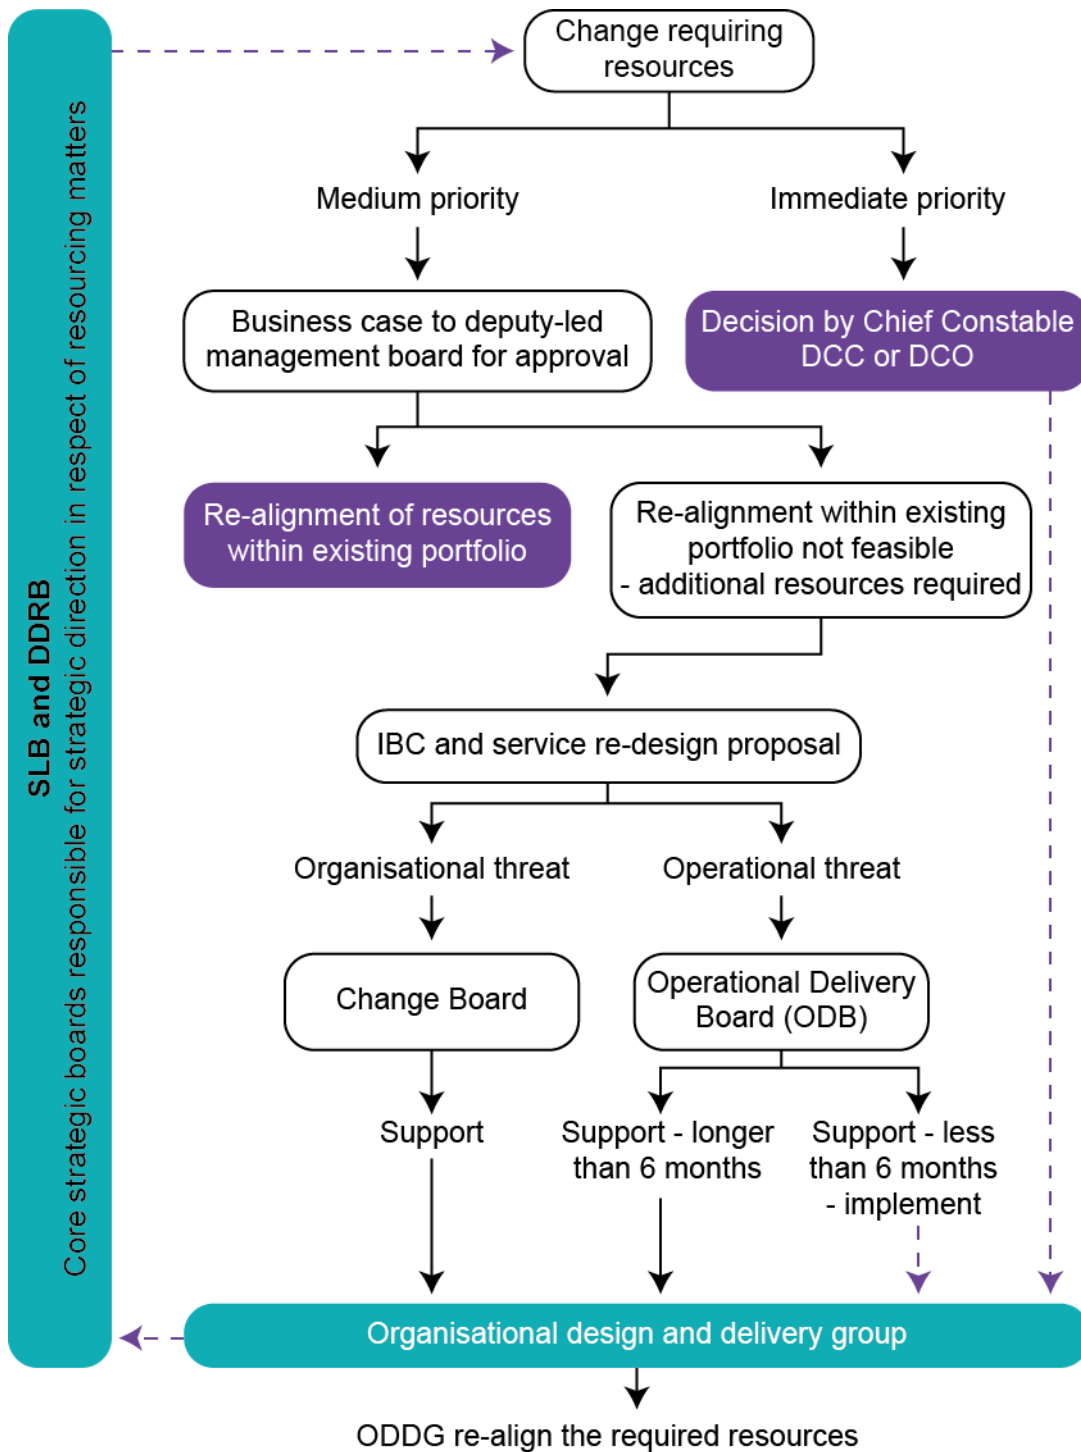 SLB and DDRB
Core strategic boards responsible for strategic direction in respect of resourcing matters
Change requiring
resources
Medium priority
Immediate priority
Business case to deputy-led
management board for approval
Decision by Chief Constable
DCC or DCO
Re-alignment of resources
within existing portfolio
Re-alignment within existing
portfolio not feasible
- additional resources required
IBC and service re-design proposal
Organisational threat
Operational threat
Change Board
Operational Delivery
Board (ODB)
Support
Support - longer
than 6 months
Support - less
than 6 months
- implement
Organisational design and delivery group
ODDG re-align the required resources